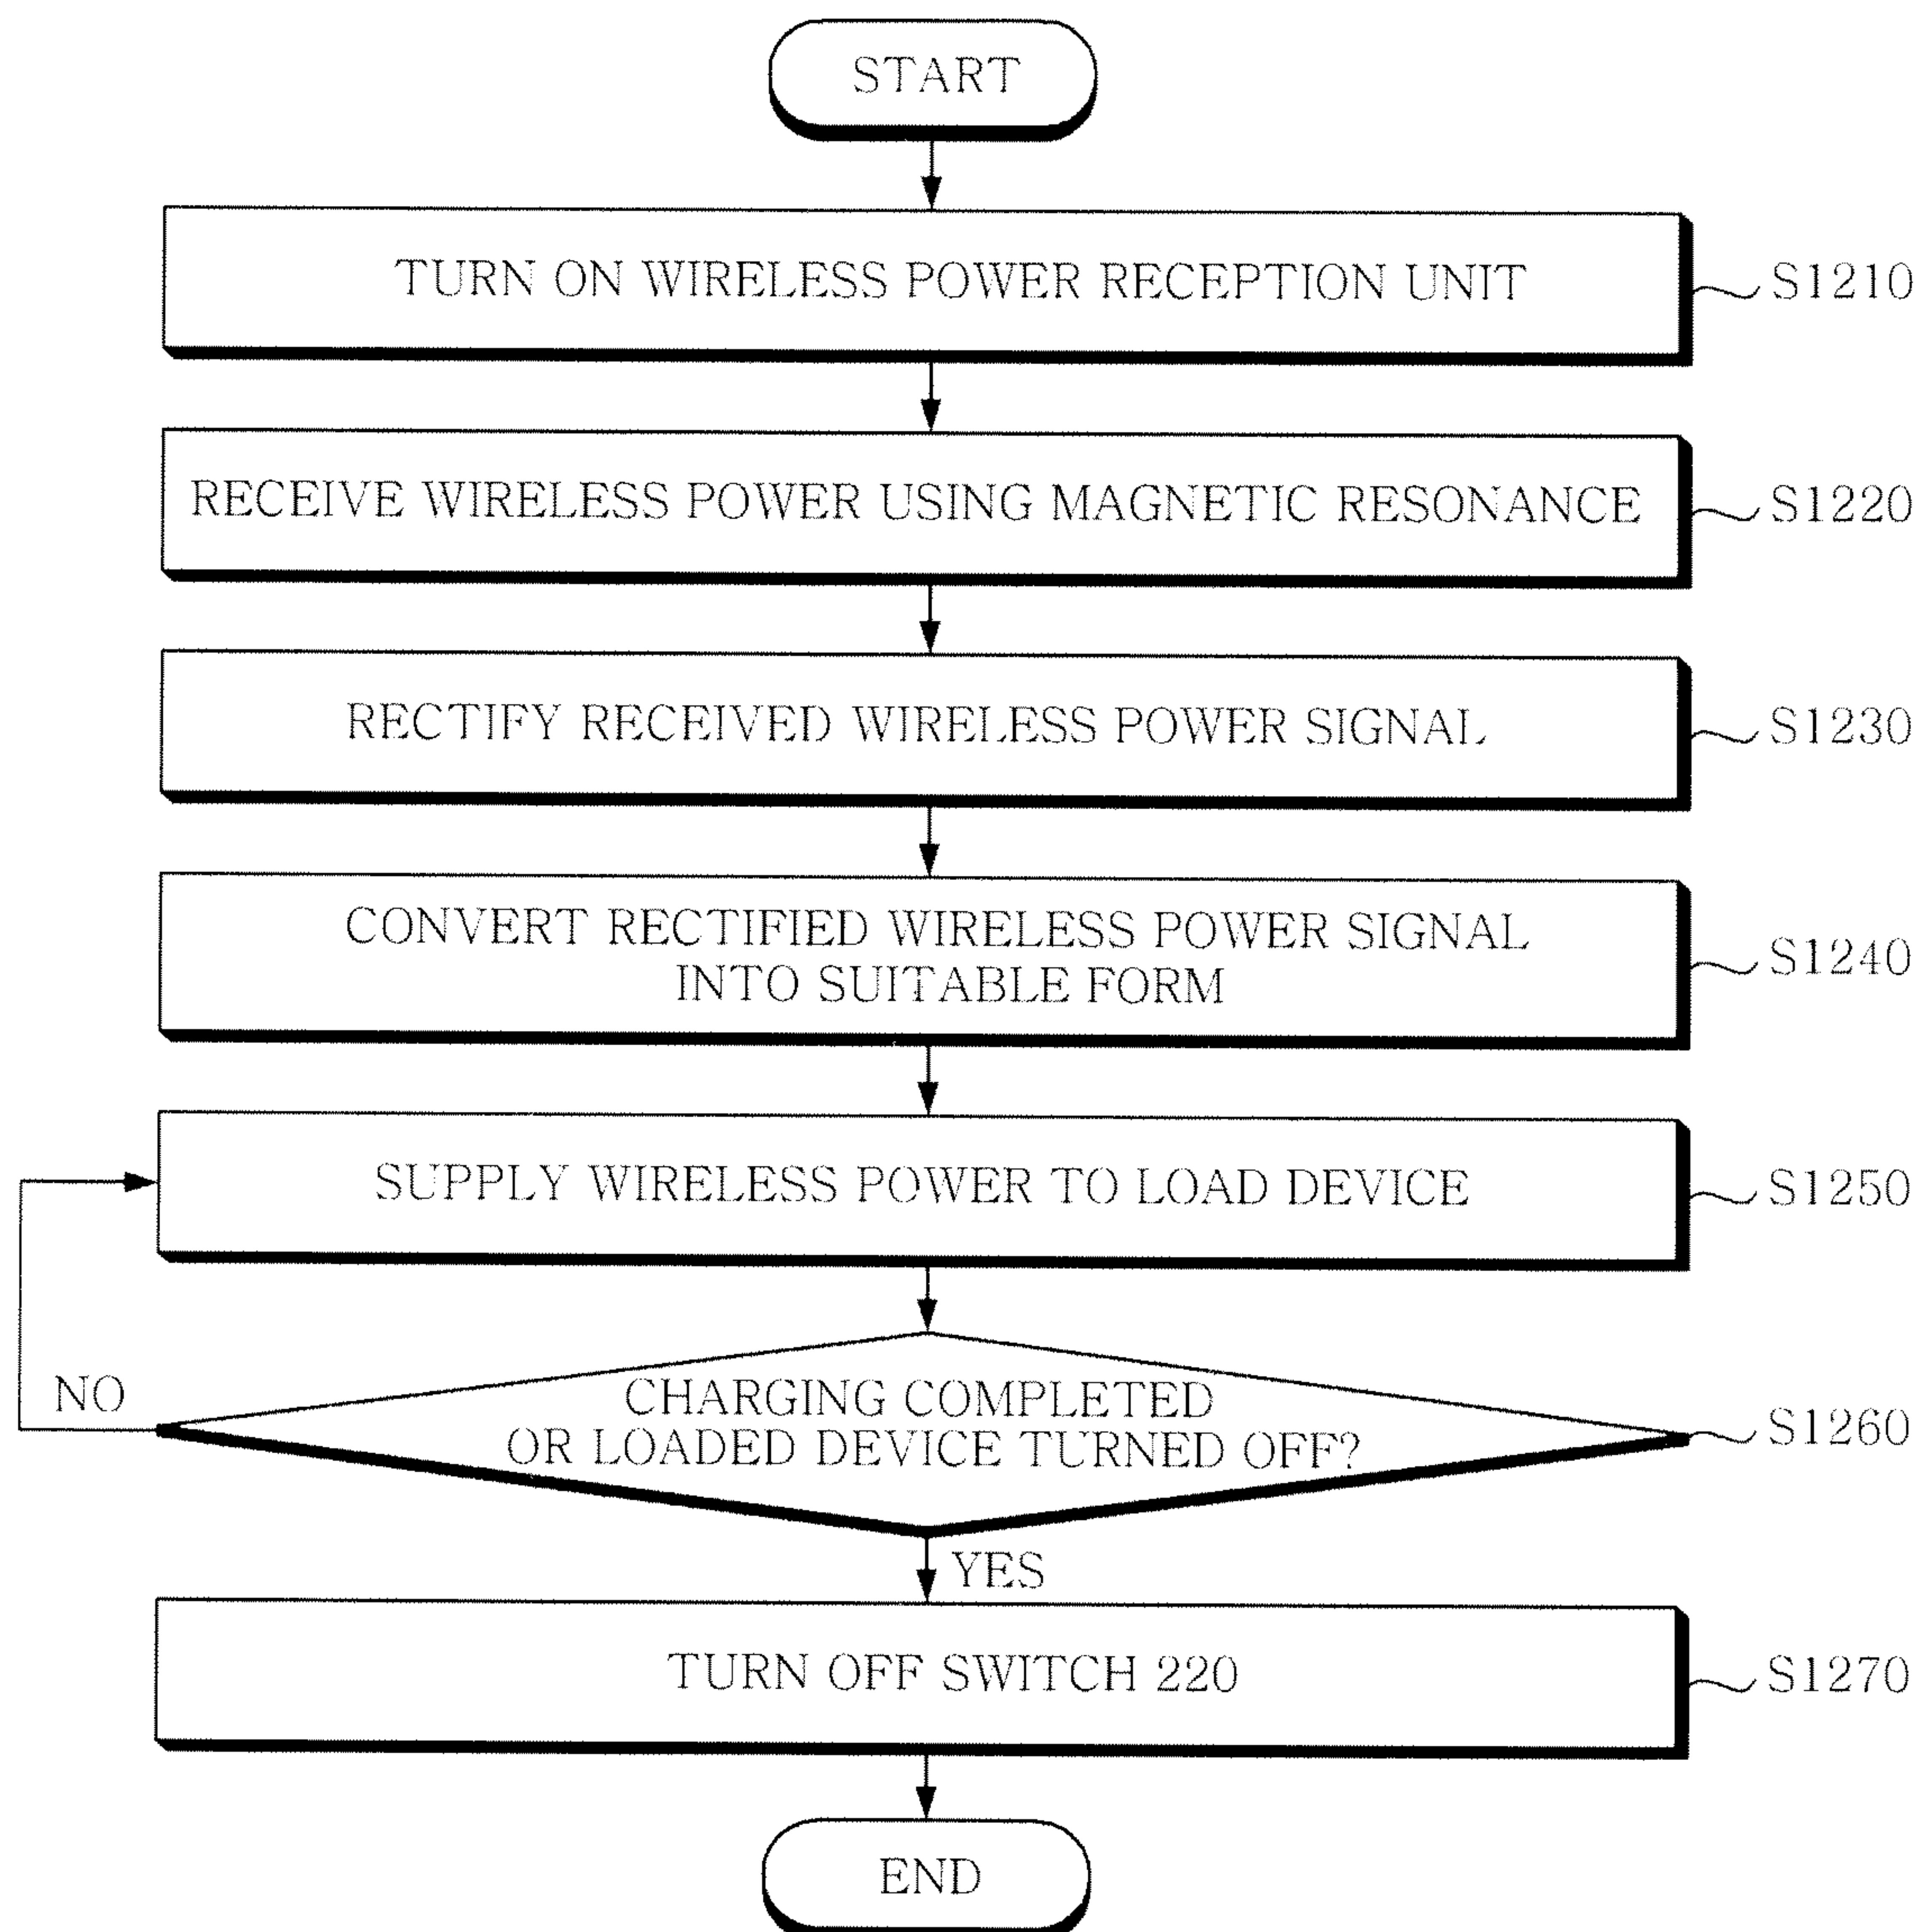 START
TURN ON WIRELESS POWER RECEPTION UNIT
S1210
RECEIVE WIRELESS POWER USING MAGNETIC RESONANCE
S1220
RECTIFY RECEIVED WIRELESS POWER SIGNAL
S1230
CONVERT RECTIFIED WIRELESS POWER SIGNAL
INTO SUITABLE FORM
S1240
SUPPLY WIRELESS POWER TO LOAD DEVICE
S1250
NO
CHARGING COMPLETED
OR LOADED DEVICE TURNED OFF?
S1260
YES
TURN OFF SWITCH 220
S1270
END